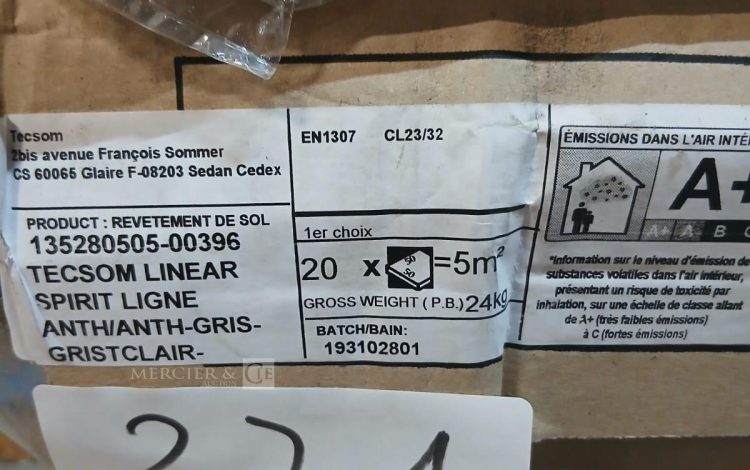 Tecsom
2bis avenue François Sommer
CS 60065 Glaire F-08203 Sedan Cedex
PRODUCT : REVETEMENT DE SOL
135280505-00396
TECSOM LINEAR
SPIRIT LIGNE
ANTH/ANTH-GRIS-
GRISTCLAIR-
EN1307 CL23/32
1er choix
20 x 50 50 =5m²
GROSS WEIGHT ( P.B.) 24kg
BATCH/BAIN:
193102801
ÉMISSIONS DANS L'AIR
A+
A+ A B
*Information sur le niveau d'émission de
substances volatiles dans l'air intérieur,
présentant un risque de toxicité par
inhalation, sur une échelle de classe allant
de A+ (très faibles émissions)
à C (fortes émissions)
MERCIER & CIE
AUCTION